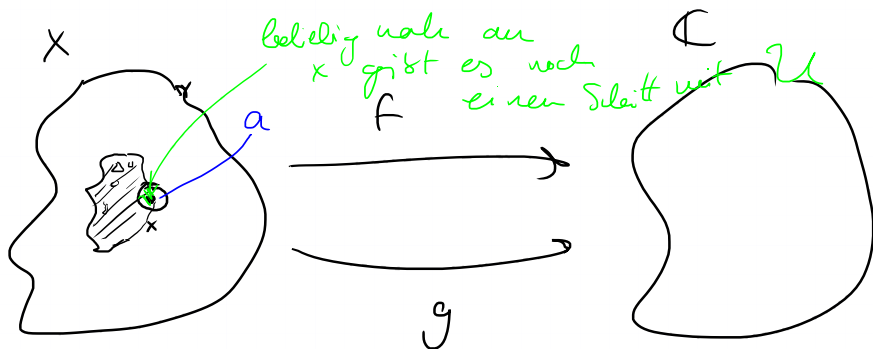 X
beliebig nah an
x gibt es noch
einen Schnitt mit U
ℂ
f
a
x
g